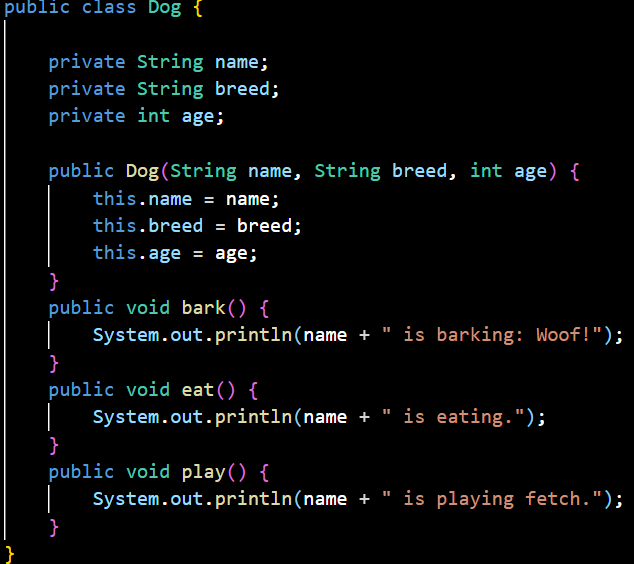 public class Dog {
private String name;
private String breed;
private int age;
public Dog(String name, String breed, int age) {
this.name = name;
this.breed = breed;
this.age = age;
}
public void bark() {
System.out.println(name + " is barking: Woof!");
}
public void eat() {
System.out.println(name + " is eating.");
}
public void play() {
System.out.println(name + " is playing fetch.");
}
}